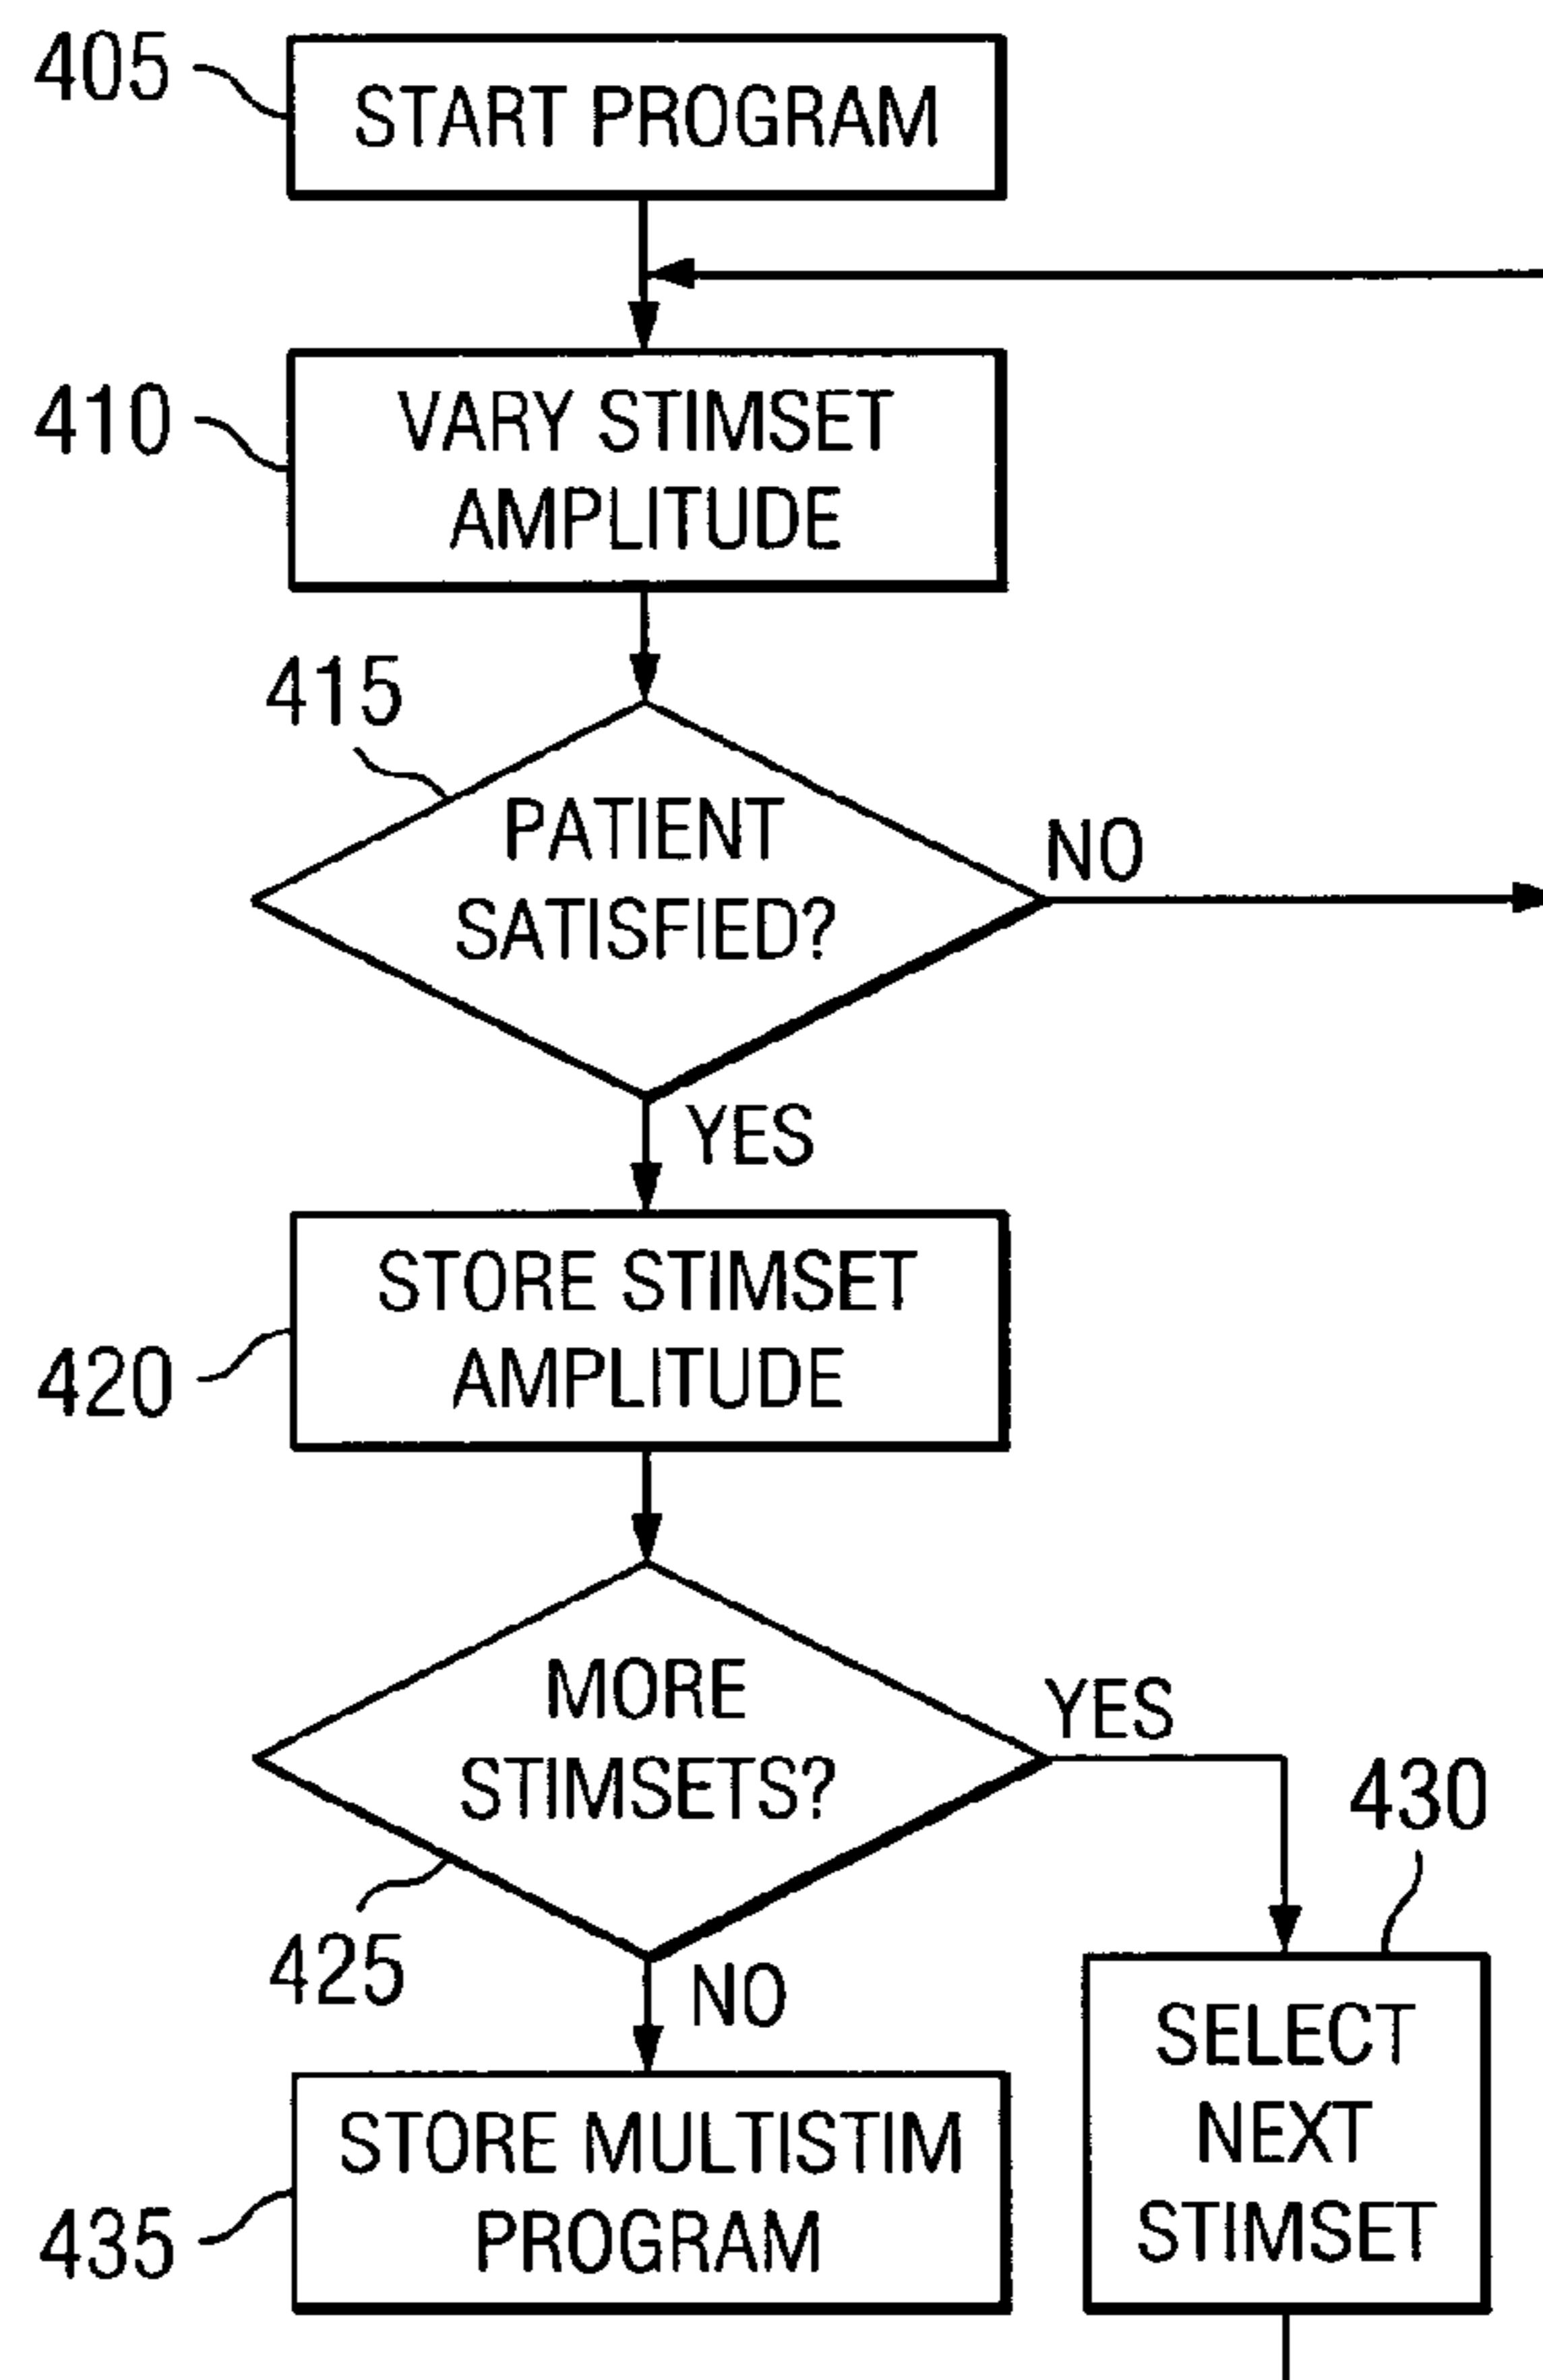 405
START PROGRAM
410
VARY STIMSET
AMPLITUDE
415
PATIENT
SATISFIED?
NO
YES
420
STORE STIMSET
AMPLITUDE
MORE
STIMSETS?
YES
425
NO
430
SELECT
NEXT
STIMSET
435
STORE MULTISTIM
PROGRAM